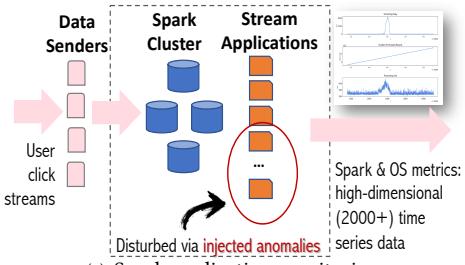 Data
Senders
Spark
Cluster
Stream
Applications
User
click
streams
...
Spark & OS metrics:
high-dimensional
(2000+) time
series data
Disturbed via injected anomalies